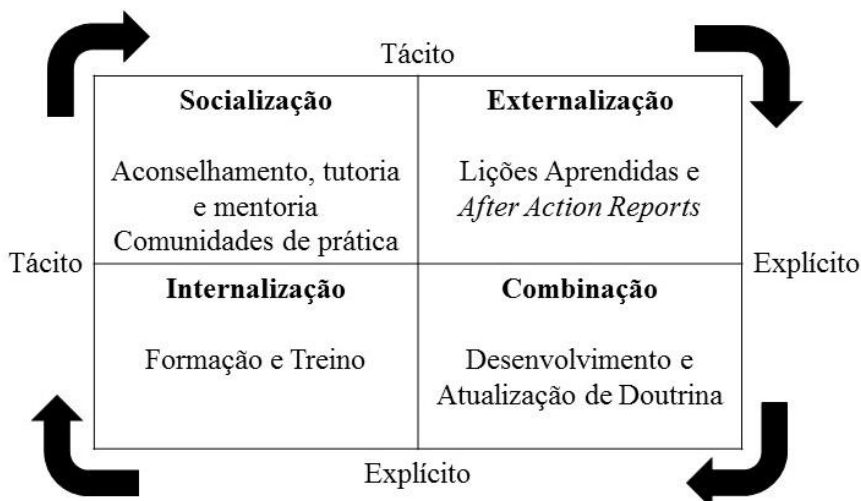 Tácito
Socialização
Externalização
Aconselhamento, tutoria
e mentoria
Comunidades de prática
Lições Aprendidas e
After Action Reports
Tácito
Explícito
Internalização
Combinação
Formação e Treino
Desenvolvimento e
Atualização de Doutrina
Explícito